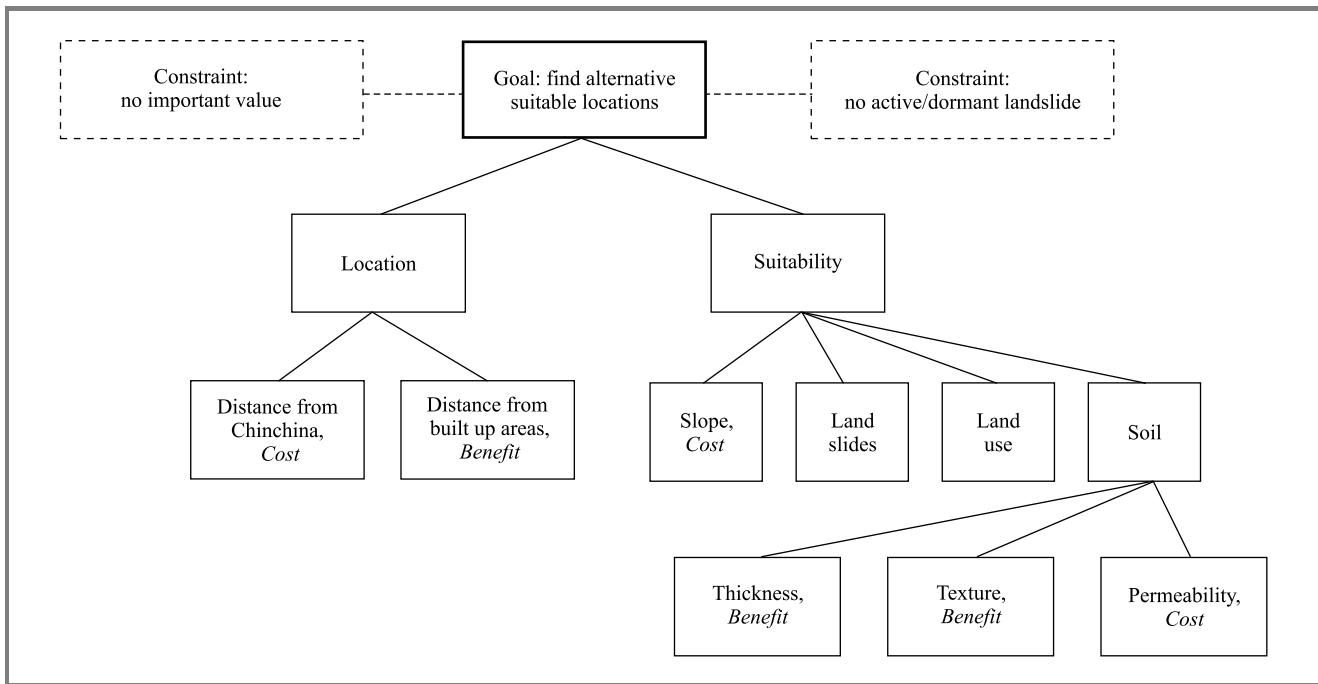 Constraint:
no important value
Goal: find alternative
suitable locations
Constraint:
no active/dormant landslide
Location
Suitability
Distance from
Chinchina,
Cost
Distance from
built up areas,
Benefit
Slope,
Cost
Land
slides
Land
use
Soil
Thickness,
Benefit
Texture,
Benefit
Permeability,
Cost